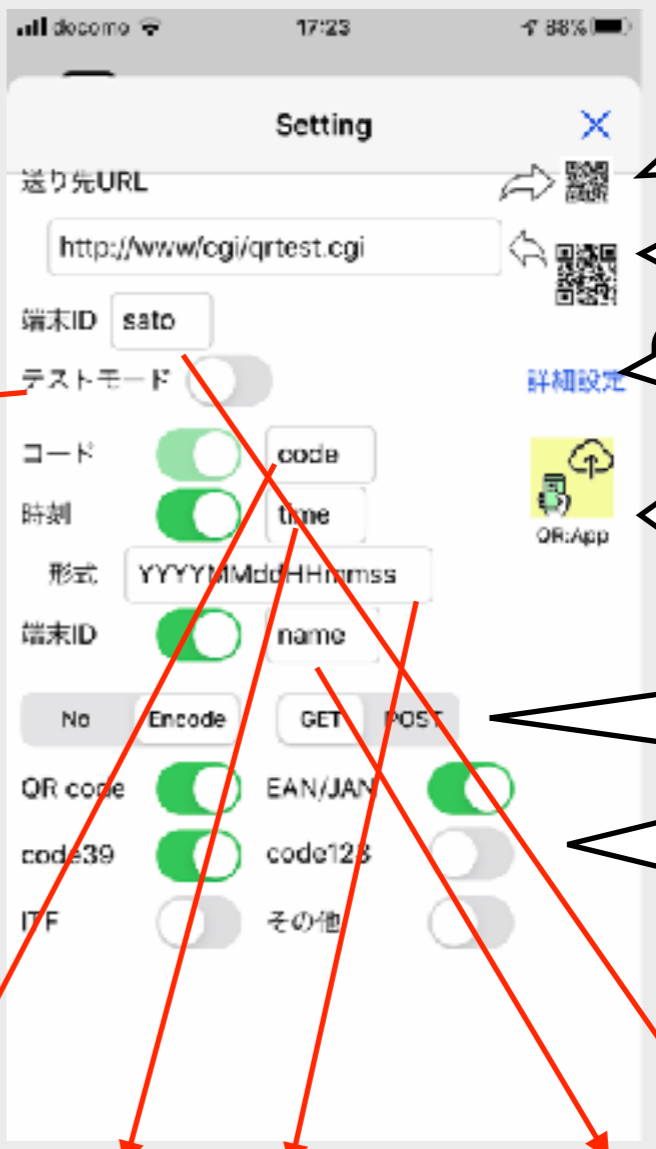 docomo 17:23 88%
Setting
送り先URL
http://www/cgi/qrtest.cgi
端末ID sato
テストモード
詳細設定
コード code
時刻 time
QR:App
形式 YYYYMMddHHmmss
端末ID name
No Encode GET POST
QR code EAN/JAN
code39 code128
ITF その他